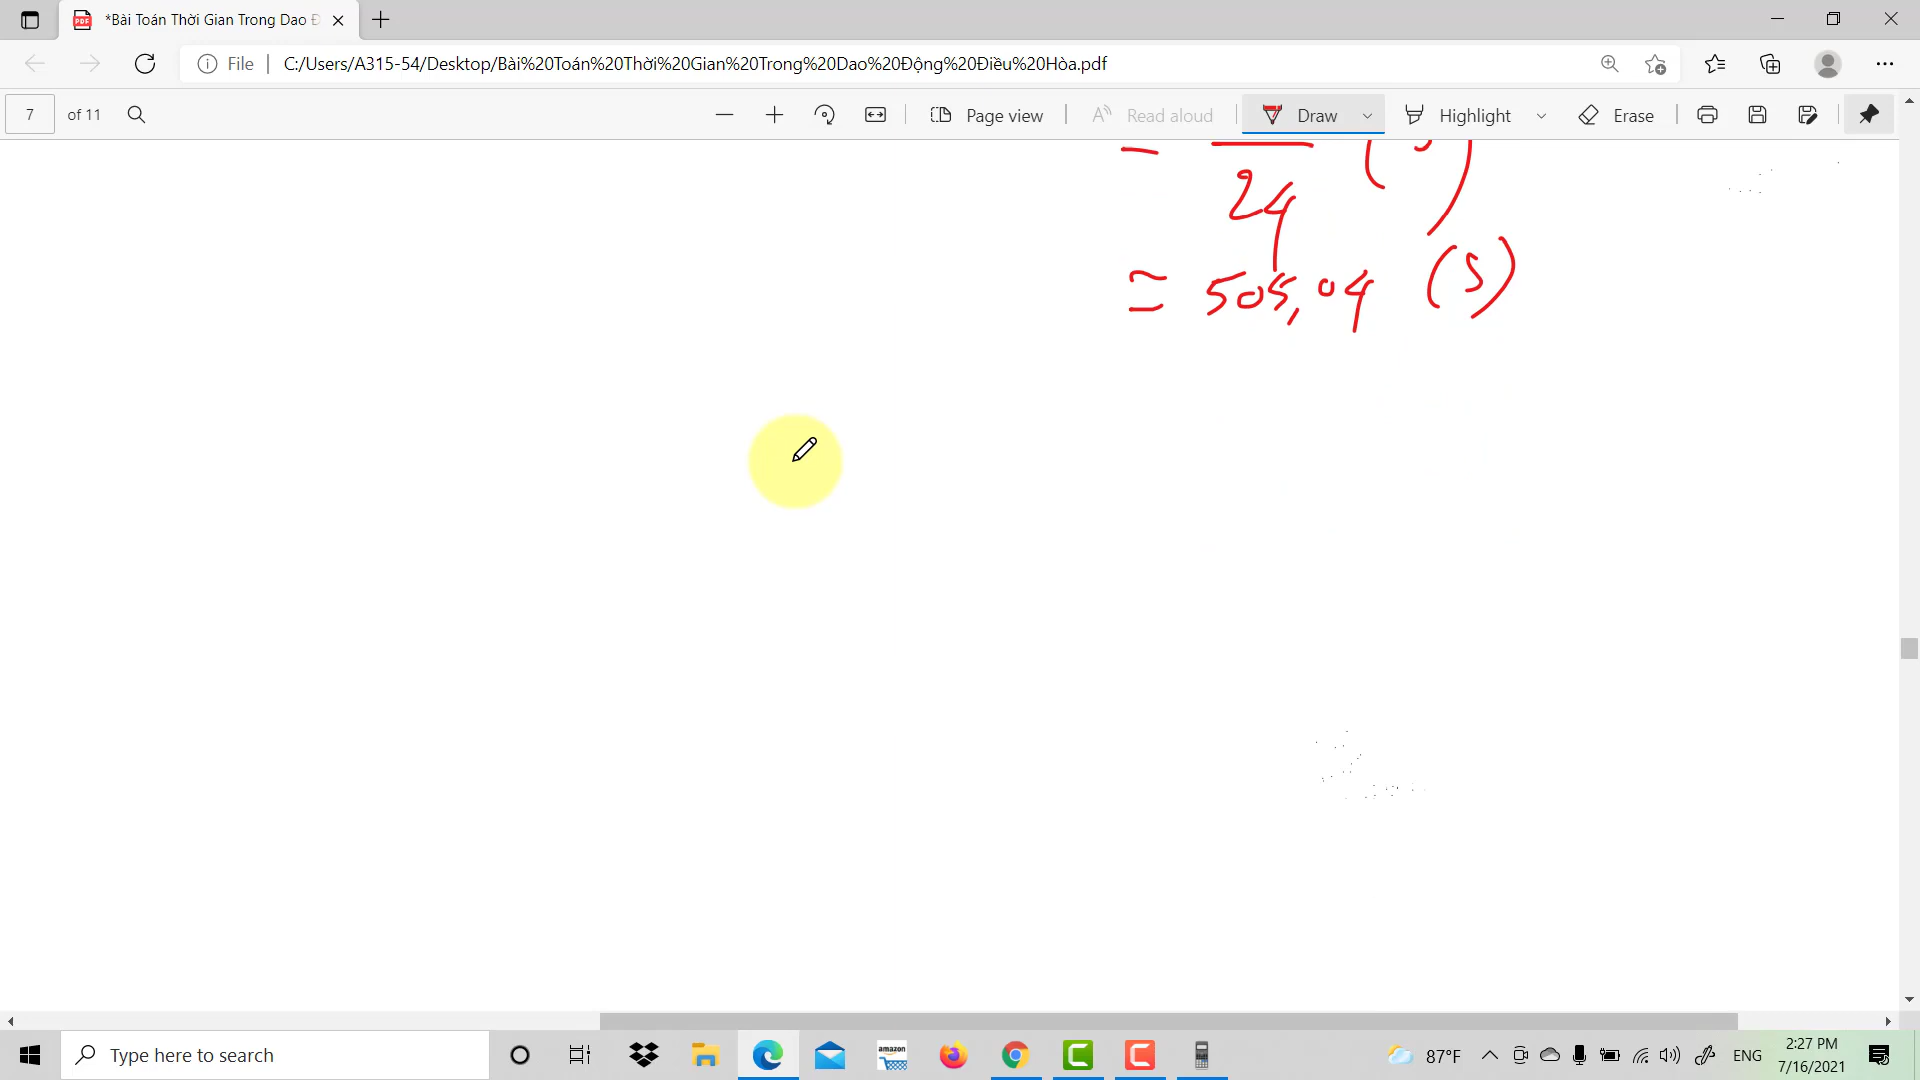 *Bài Toán Thời Gian Trong Dao Đ
File C:/Users/A315-54/Desktop/Bài%20Toán%20Thời%20Gian%20Trong%20Dao%20Động%20Điều%20Hòa.pdf
7 of 11 Page view Read aloud Draw Highlight Erase
24
≅ 505,04 (s)
Type here to search
amazon
87°F ENG
2:27 PM
7/16/2021